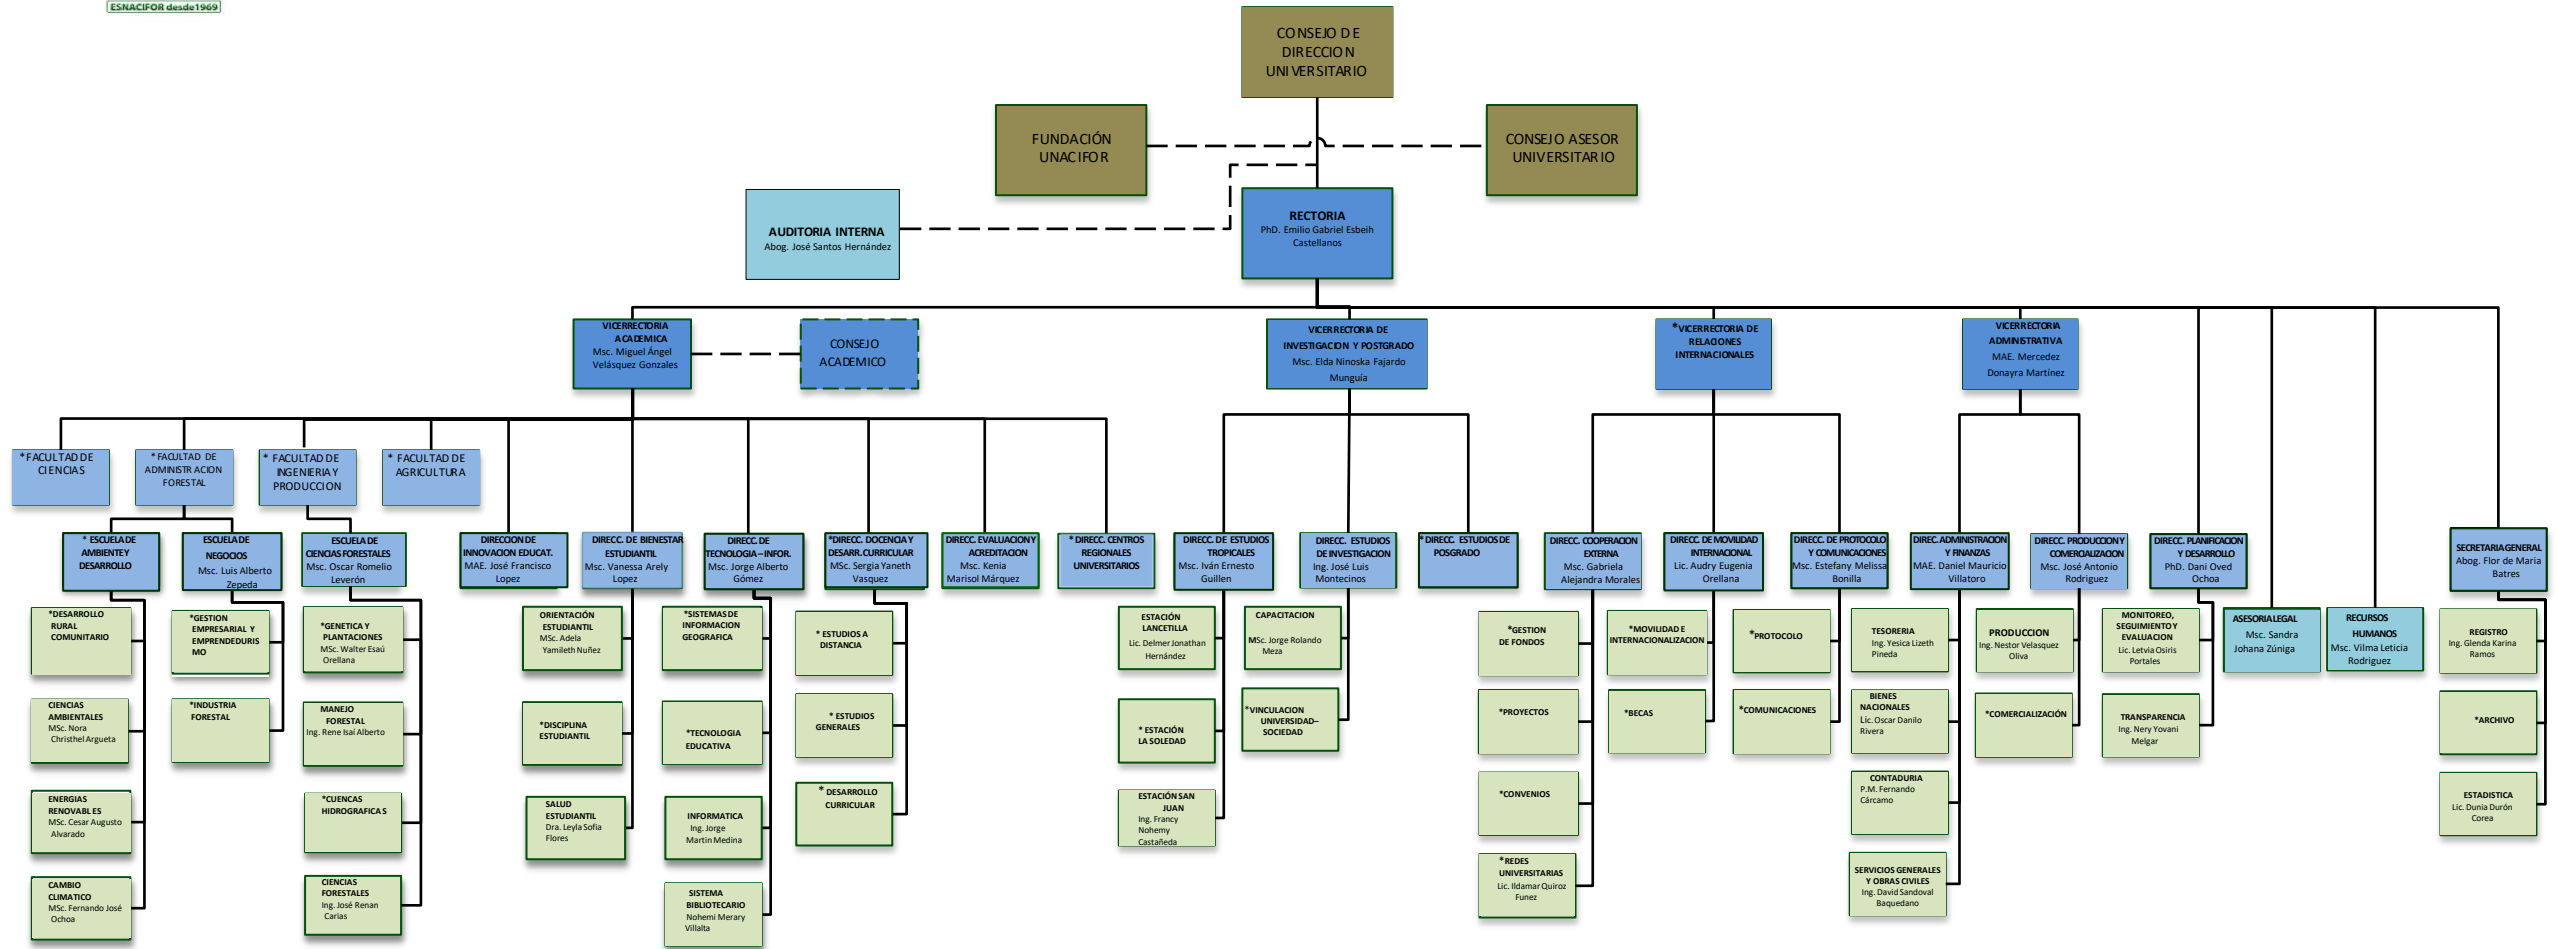 ESNACIFOR desde1969
CONSEJO DE
DIRECCION
UNIVERSITARIO
FUNDACIÓN
UNACIFOR
CONSEJO ASESOR
UNIVERSITARIO
AUDITORIA INTERNA
Abog. José Santos Hernández
RECTORIA
PhD. Emilio Gabriel Esbeih
Castellanos
VICERRECTORIA
ACADEMICA
Msc. Miguel Ángel
Velásquez Gonzales
CONSEJO
ACADEMICO
VICERRECTORIA DE
INVESTIGACION Y POSTGRADO
Msc. Elda Ninoska Fajardo
Munguía
*VICERRECTORIA DE
RELACIONES
INTERNACIONALES
VICERRECTORIA
ADMINISTRATIVA
MAE. Mercedez
Donayra Martínez
*FACULTAD DE
CIENCIAS
*FACULTAD DE
ADMINISTRACION
FORESTAL
* FACULTAD DE
INGENIERIA Y
PRODUCCION
* FACULTAD DE
AGRICULTURA
* ESCUELA DE
AMBIENTE Y
DESARROLLO
ESCUELA DE
NEGOCIOS
Msc. Luis Alberto
Zepeda
ESCUELA DE
CIENCIAS FORESTALES
Msc. Oscar Romelio
Leverón
DIRECCION DE
INNOVACION EDUCAT.
MAE. José Francisco
Lopez
DIRECC. DE BIENESTAR
ESTUDIANTIL
Msc. Vanessa Arely
Lopez
DIRECC. DE
TECNOLOGIA – INFOR.
Msc. Jorge Alberto
Gómez
*DIRECC. DOCENCIA Y
DESARR. CURRICULAR
MSc. Sergia Yaneth
Vasquez
DIRECC. EVALUACION Y
ACREDITACION
Msc. Kenia
Marisol Márquez
* DIRECC. CENTROS
REGIONALES
UNIVERSITARIOS
DIRECC. DE ESTUDIOS
TROPICALES
Msc. Iván Ernesto
Guillen
DIRECC. ESTUDIOS
DE INVESTIGACION
Ing. José Luis
Montecinos
* DIRECC. ESTUDIOS DE
POSGRADO
DIRECC. COOPERACION
EXTERNA
Msc. Gabriela
Alejandra Morales
DIRECC. DE MOVILIDAD
INTERNACIONAL
Lic. Audry Eugenia
Orellana
DIRECC. DE PROTOCOLO
Y COMUNICACIONES
Msc. Estefany Melissa
Bonilla
DIREC. ADMINISTRACION
Y FINANZAS
MAE. Daniel Mauricio
Villatoro
DIRECC. PRODUCCION Y
COMERCIALIZACION
Msc. José Antonio
Rodriguez
DIRECC. PLANIFICACION
Y DESARROLLO
PhD. Dani Oved
Ochoa
SECRETARIA GENERAL
Abog. Flor de Maria
Batres
*DESARROLLO
RURAL
COMUNITARIO
*GESTION
EMPRESARIAL Y
EMPRENDEDURIS
MO
*GENETICA Y
PLANTACIONES
MSc. Walter Esaú
Orellana
ORIENTACIÓN
ESTUDIANTIL
MSc. Adela
Yamileth Nuñez
*SISTEMAS DE
INFORMACION
GEOGRAFICA
* ESTUDIOS A
DISTANCIA
ESTACIÓN
LANCETILLA
Lic. Delmer Jonathan
Hernández
CAPACITACION
MSc. Jorge Rolando
Meza
*GESTION
DE FONDOS
*MOVILIDAD E
INTERNACIONALIZACION
*PROTOCOLO
TESORERIA
Ing. Yesica Lizeth
Pineda
PRODUCCION
Ing. Nestor Velasquez
Oliva
MONITOREO,
SEGUIMIENTO Y
EVALUACION
Lic. Letvia Osiris
Portales
ASESORIA LEGAL
Msc. Sandra
Johana Zúniga
RECURSOS
HUMANOS
Msc. Vilma Leticia
Rodriguez
REGISTRO
Ing. Glenda Karina
Ramos
CIENCIAS
AMBIENTALES
MSc. Nora
Christhel Argueta
*INDUSTRIA
FORESTAL
MANEJO
FORESTAL
Ing. Rene Isaí Alberto
*DISCIPLINA
ESTUDIANTIL
*TECNOLOGIA
EDUCATIVA
* ESTUDIOS
GENERALES
* ESTACIÓN
LA SOLEDAD
*VINCULACION
UNIVERSIDAD–
SOCIEDAD
*PROYECTOS
*BECAS
*COMUNICACIONES
BIENES
NACIONALES
Lic. Oscar Danilo
Rivera
*COMERCIALIZACIÓN
TRANSPARENCIA
Ing. Nery Yovani
Melgar
*ARCHIVO
ENERGIAS
RENOVABLES
MSc. Cesar Augusto
Alvarado
*CUENCAS
HIDROGRAFICAS
SALUD
ESTUDIANTIL
Dra. Leyla Sofia
Flores
INFORMATICA
Ing. Jorge
Martin Medina
* DESARROLLO
CURRICULAR
ESTACIÓN SAN
JUAN
Ing. Francy
Nohemy
Castañeda
*CONVENIOS
CONTADURIA
P.M. Fernando
Cárcamo
ESTADISTICA
Lic. Dunia Durón
Corea
CAMBIO
CLIMATICO
MSc. Fernando José
Ochoa
CIENCIAS
FORESTALES
Ing. José Renan
Carias
SISTEMA
BIBLIOTECARIO
Nohemi Merary
Villalta
*REDES
UNIVERSITARIAS
Lic. Ildamar Quiroz
Funez
SERVICIOS GENERALES
Y OBRAS CIVILES
Ing. David Sandoval
Baquedano